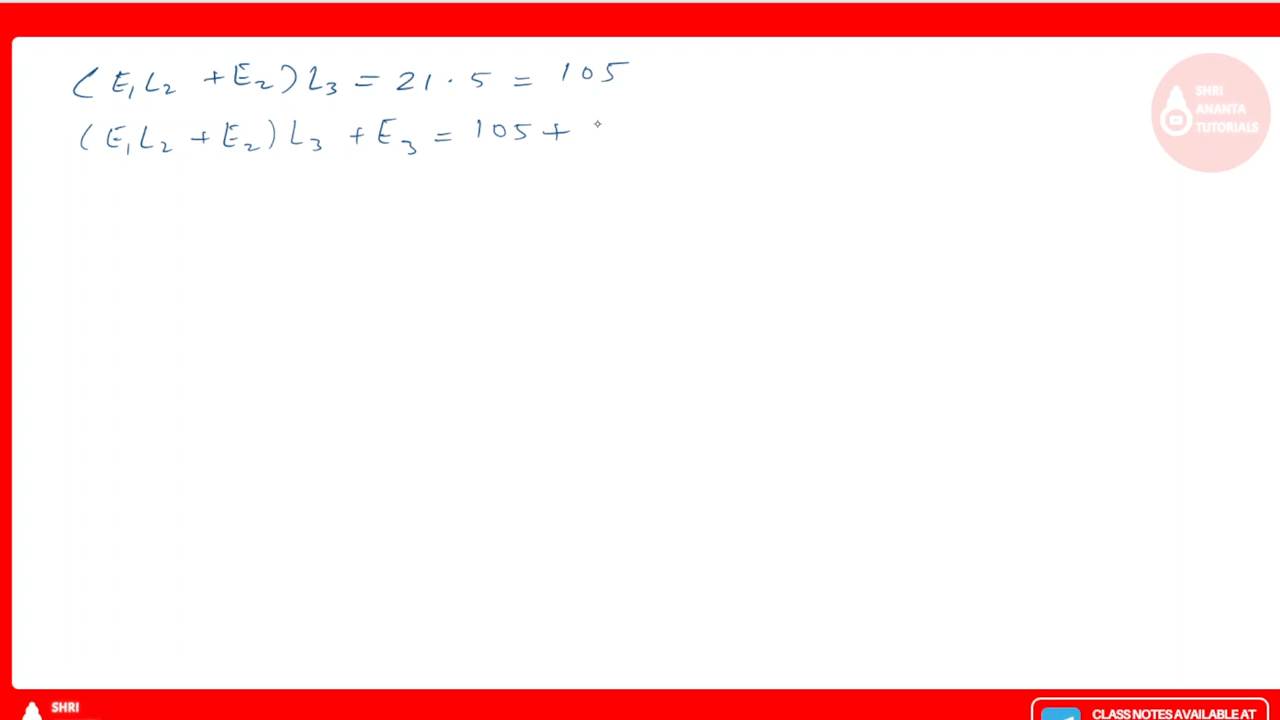 (E₁L₂ + E₂)L₃ = 21 · 5 = 105
(E₁L₂ + E₂)L₃ + E₃ = 105 +
SHRI
ANANTA
TUTORIALS
SHRI
CLASS NOTES AVAILABLE AT